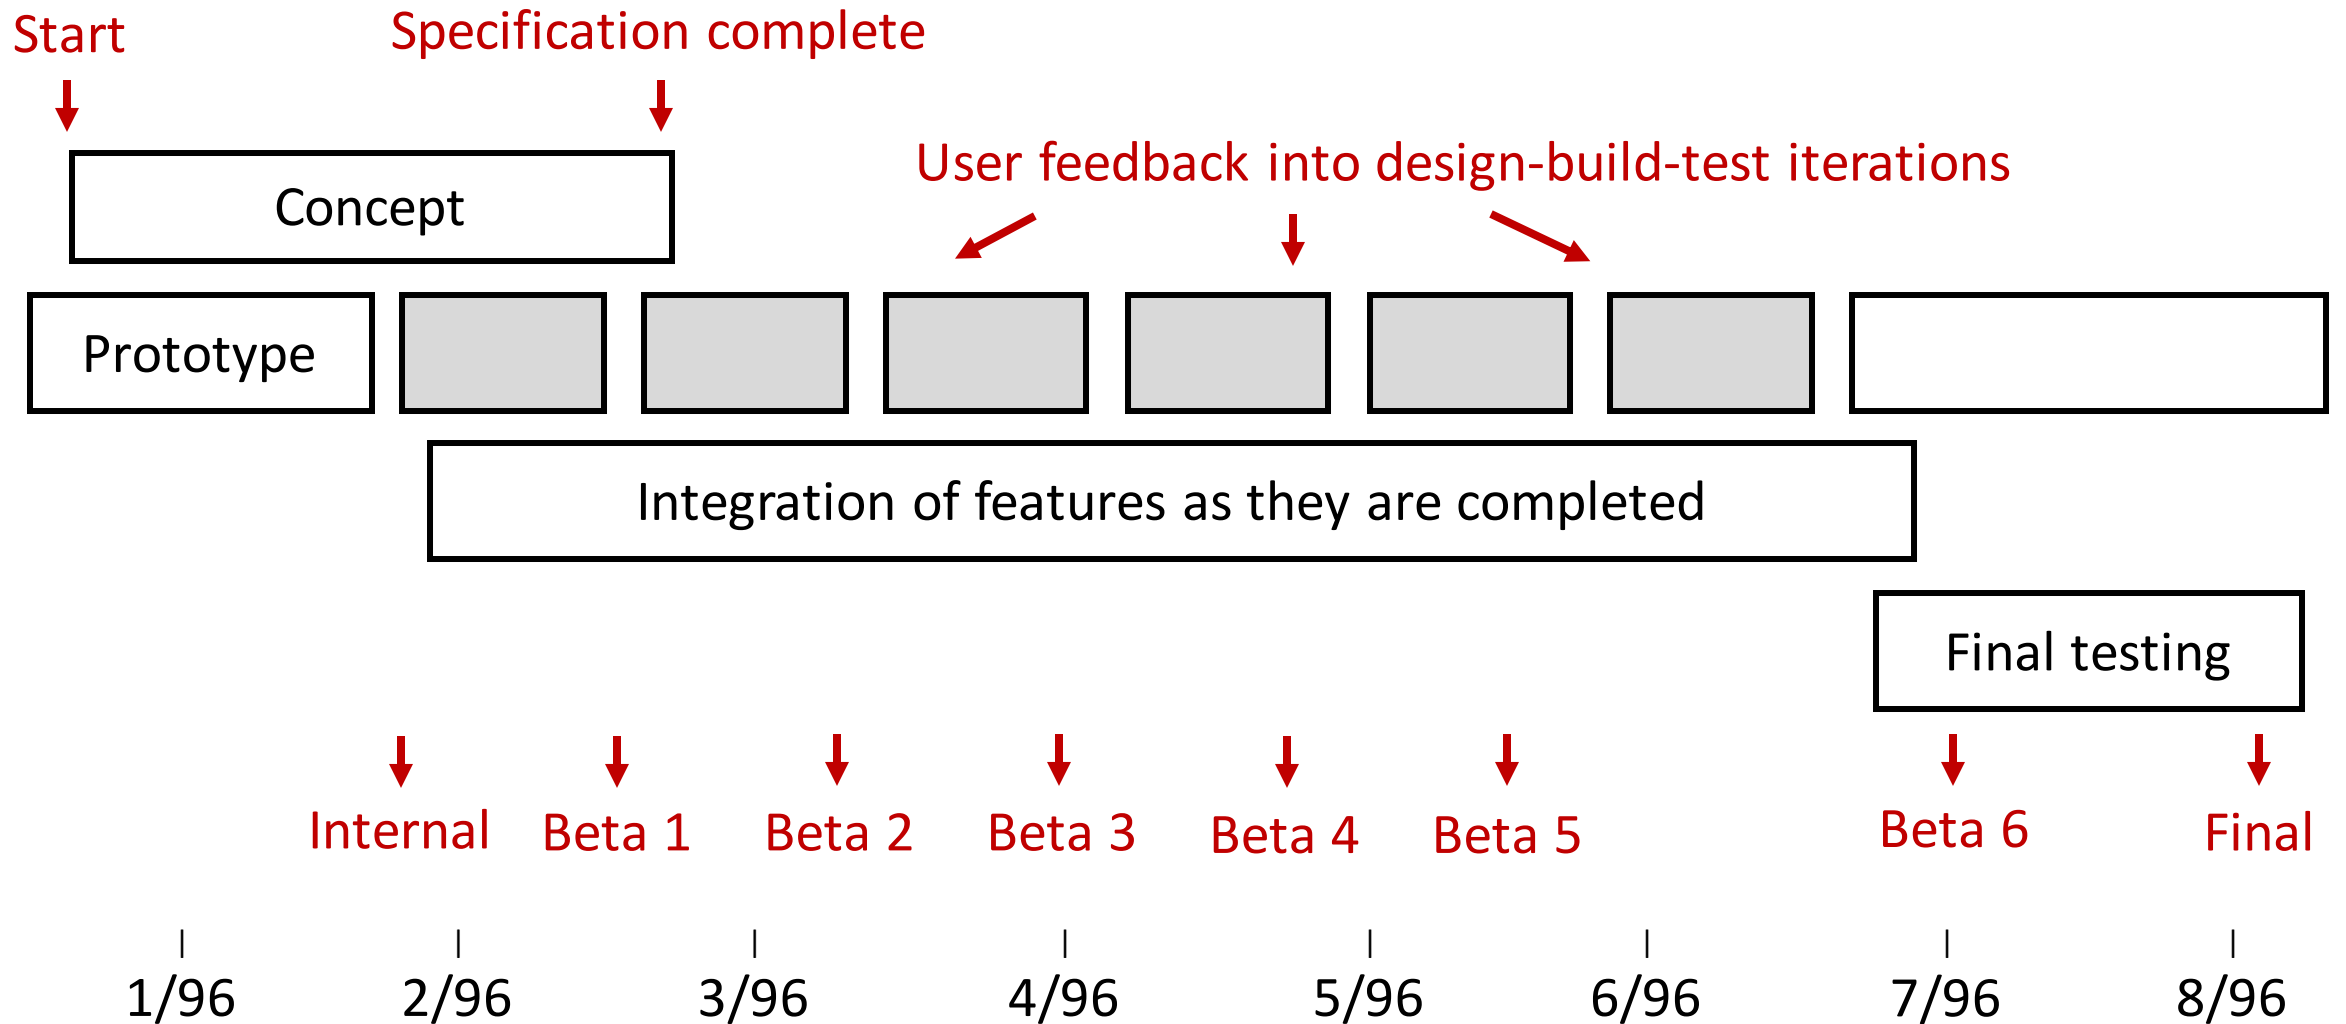 Start
Specification complete
User feedback into design-build-test iterations
Concept
Prototype
Integration of features as they are completed
Final testing
Internal
Beta 1
Beta 2
Beta 3
Beta 4
Beta 5
Beta 6
Final
1/96
2/96
3/96
4/96
5/96
6/96
7/96
8/96